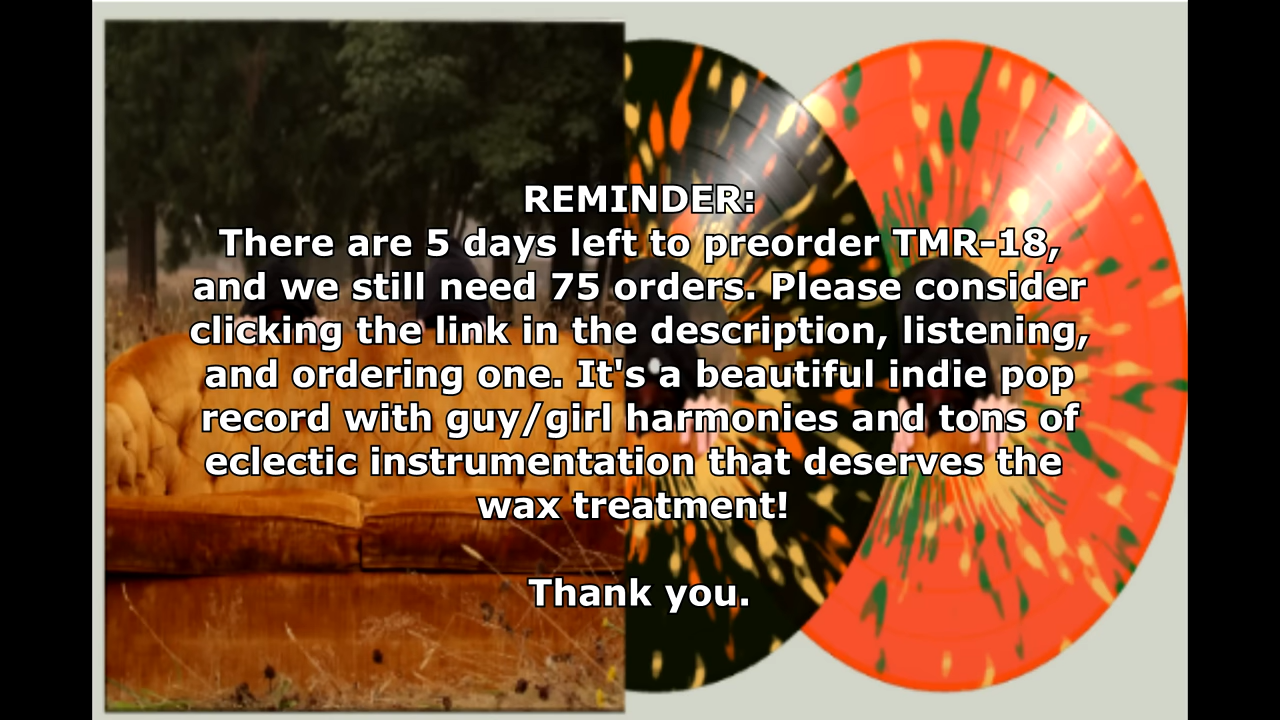 REMINDER:
There are 5 days left to preorder TMR-18,
and we still need 75 orders. Please consider
clicking the link in the description, listening,
and ordering one. It's a beautiful indie pop
record with guy/girl harmonies and tons of
eclectic instrumentation that deserves the
wax treatment!
Thank you.